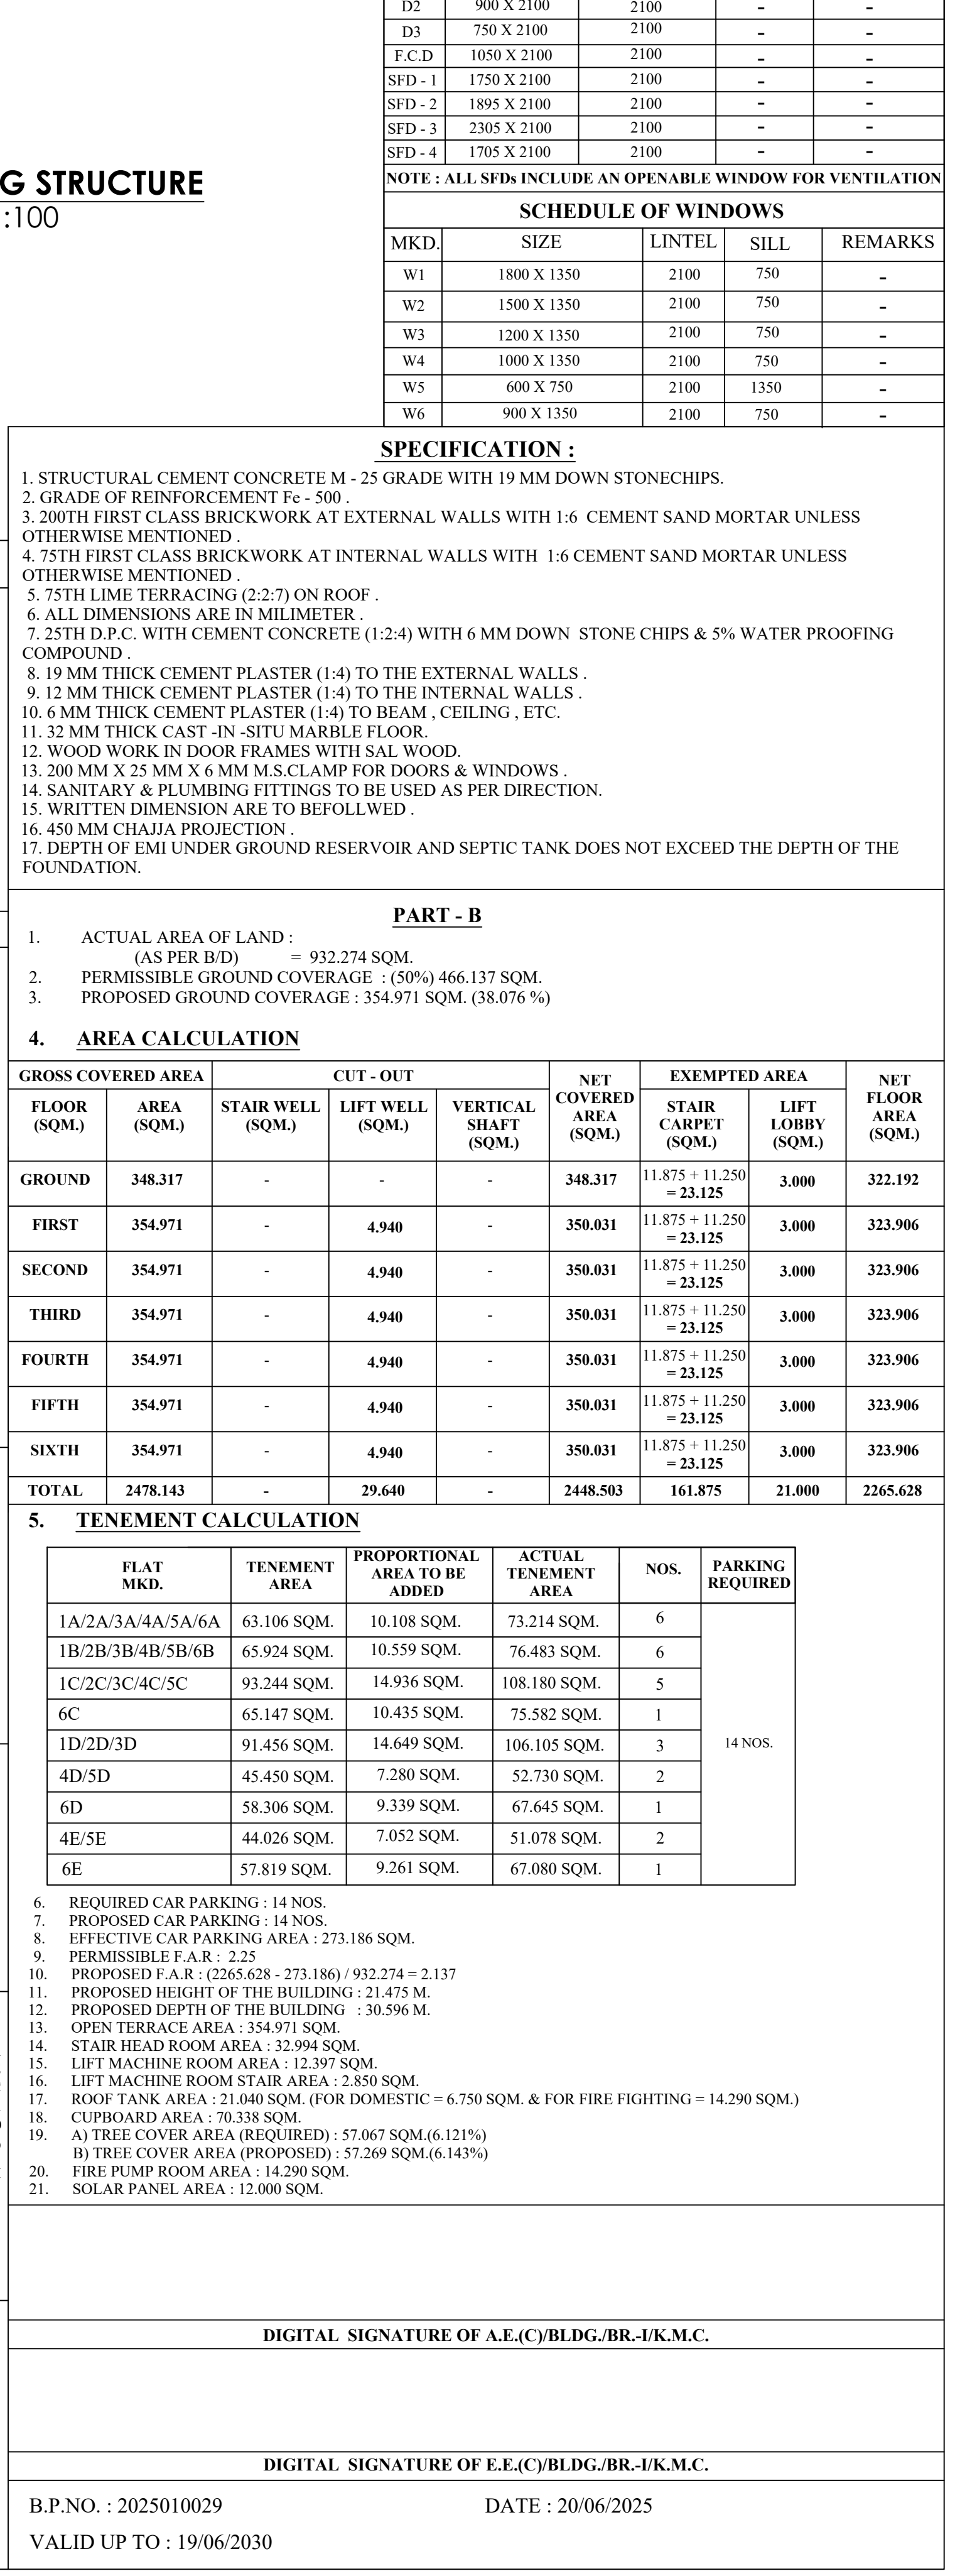 D2 900 X 2100 2100 - -
D3 750 X 2100 2100 - -
F.C.D 1050 X 2100 2100 - -
SFD - 1 1750 X 2100 2100 - -
SFD - 2 1895 X 2100 2100 - -
SFD - 3 2305 X 2100 2100 - -
SFD - 4 1705 X 2100 2100 - -
NOTE : ALL SFDs INCLUDE AN OPENABLE WINDOW FOR VENTILATION
G STRUCTURE
:100
SCHEDULE OF WINDOWS
MKD. SIZE LINTEL SILL REMARKS
W1 1800 X 1350 2100 750 -
W2 1500 X 1350 2100 750 -
W3 1200 X 1350 2100 750 -
W4 1000 X 1350 2100 750 -
W5 600 X 750 2100 1350 -
W6 900 X 1350 2100 750 -
SPECIFICATION :
1. STRUCTURAL CEMENT CONCRETE M - 25 GRADE WITH 19 MM DOWN STONECHIPS.
2. GRADE OF REINFORCEMENT Fe - 500 .
3. 200TH FIRST CLASS BRICKWORK AT EXTERNAL WALLS WITH 1:6 CEMENT SAND MORTAR UNLESS
OTHERWISE MENTIONED .
4. 75TH FIRST CLASS BRICKWORK AT INTERNAL WALLS WITH 1:6 CEMENT SAND MORTAR UNLESS
OTHERWISE MENTIONED .
5. 75TH LIME TERRACING (2:2:7) ON ROOF .
6. ALL DIMENSIONS ARE IN MILIMETER .
7. 25TH D.P.C. WITH CEMENT CONCRETE (1:2:4) WITH 6 MM DOWN STONE CHIPS & 5% WATER PROOFING
COMPOUND .
8. 19 MM THICK CEMENT PLASTER (1:4) TO THE EXTERNAL WALLS .
9. 12 MM THICK CEMENT PLASTER (1:4) TO THE INTERNAL WALLS .
10. 6 MM THICK CEMENT PLASTER (1:4) TO BEAM , CEILING , ETC.
11. 32 MM THICK CAST -IN -SITU MARBLE FLOOR.
12. WOOD WORK IN DOOR FRAMES WITH SAL WOOD.
13. 200 MM X 25 MM X 6 MM M.S.CLAMP FOR DOORS & WINDOWS .
14. SANITARY & PLUMBING FITTINGS TO BE USED AS PER DIRECTION.
15. WRITTEN DIMENSION ARE TO BEFOLLWED .
16. 450 MM CHAJJA PROJECTION .
17. DEPTH OF EMI UNDER GROUND RESERVOIR AND SEPTIC TANK DOES NOT EXCEED THE DEPTH OF THE
FOUNDATION.
PART - B
1. ACTUAL AREA OF LAND :
(AS PER B/D) = 932.274 SQM.
2. PERMISSIBLE GROUND COVERAGE : (50%) 466.137 SQM.
3. PROPOSED GROUND COVERAGE : 354.971 SQM. (38.076 %)
4. AREA CALCULATION
GROSS COVERED AREA CUT - OUT NET COVERED AREA (SQM.) EXEMPTED AREA NET FLOOR AREA (SQM.)
FLOOR (SQM.) AREA (SQM.) STAIR WELL (SQM.) LIFT WELL (SQM.) VERTICAL SHAFT (SQM.) STAIR CARPET (SQM.) LIFT LOBBY (SQM.)
GROUND 348.317 - - - 348.317 11.875 + 11.250 = 23.125 3.000 322.192
FIRST 354.971 - 4.940 - 350.031 11.875 + 11.250 = 23.125 3.000 323.906
SECOND 354.971 - 4.940 - 350.031 11.875 + 11.250 = 23.125 3.000 323.906
THIRD 354.971 - 4.940 - 350.031 11.875 + 11.250 = 23.125 3.000 323.906
FOURTH 354.971 - 4.940 - 350.031 11.875 + 11.250 = 23.125 3.000 323.906
FIFTH 354.971 - 4.940 - 350.031 11.875 + 11.250 = 23.125 3.000 323.906
SIXTH 354.971 - 4.940 - 350.031 11.875 + 11.250 = 23.125 3.000 323.906
TOTAL 2478.143 - 29.640 - 2448.503 161.875 21.000 2265.628
5. TENEMENT CALCULATION
FLAT MKD. TENEMENT AREA PROPORTIONAL AREA TO BE ADDED ACTUAL TENEMENT AREA NOS. PARKING REQUIRED
1A/2A/3A/4A/5A/6A 63.106 SQM. 10.108 SQM. 73.214 SQM. 6
1B/2B/3B/4B/5B/6B 65.924 SQM. 10.559 SQM. 76.483 SQM. 6
1C/2C/3C/4C/5C 93.244 SQM. 14.936 SQM. 108.180 SQM. 5
6C 65.147 SQM. 10.435 SQM. 75.582 SQM. 1
1D/2D/3D 91.456 SQM. 14.649 SQM. 106.105 SQM. 3 14 NOS.
4D/5D 45.450 SQM. 7.280 SQM. 52.730 SQM. 2
6D 58.306 SQM. 9.339 SQM. 67.645 SQM. 1
4E/5E 44.026 SQM. 7.052 SQM. 51.078 SQM. 2
6E 57.819 SQM. 9.261 SQM. 67.080 SQM. 1
6. REQUIRED CAR PARKING : 14 NOS.
7. PROPOSED CAR PARKING : 14 NOS.
8. EFFECTIVE CAR PARKING AREA : 273.186 SQM.
9. PERMISSIBLE F.A.R : 2.25
10. PROPOSED F.A.R : (2265.628 - 273.186) / 932.274 = 2.137
11. PROPOSED HEIGHT OF THE BUILDING : 21.475 M.
12. PROPOSED DEPTH OF THE BUILDING : 30.596 M.
13. OPEN TERRACE AREA : 354.971 SQM.
14. STAIR HEAD ROOM AREA : 32.994 SQM.
15. LIFT MACHINE ROOM AREA : 12.397 SQM.
16. LIFT MACHINE ROOM STAIR AREA : 2.850 SQM.
17. ROOF TANK AREA : 21.040 SQM. (FOR DOMESTIC = 6.750 SQM. & FOR FIRE FIGHTING = 14.290 SQM.)
18. CUPBOARD AREA : 70.338 SQM.
19. A) TREE COVER AREA (REQUIRED) : 57.067 SQM.(6.121%)
B) TREE COVER AREA (PROPOSED) : 57.269 SQM.(6.143%)
20. FIRE PUMP ROOM AREA : 14.290 SQM.
21. SOLAR PANEL AREA : 12.000 SQM.
DIGITAL SIGNATURE OF A.E.(C)/BLDG./BR.-I/K.M.C.
DIGITAL SIGNATURE OF E.E.(C)/BLDG./BR.-I/K.M.C.
B.P.NO. : 2025010029 DATE : 20/06/2025
VALID UP TO : 19/06/2030